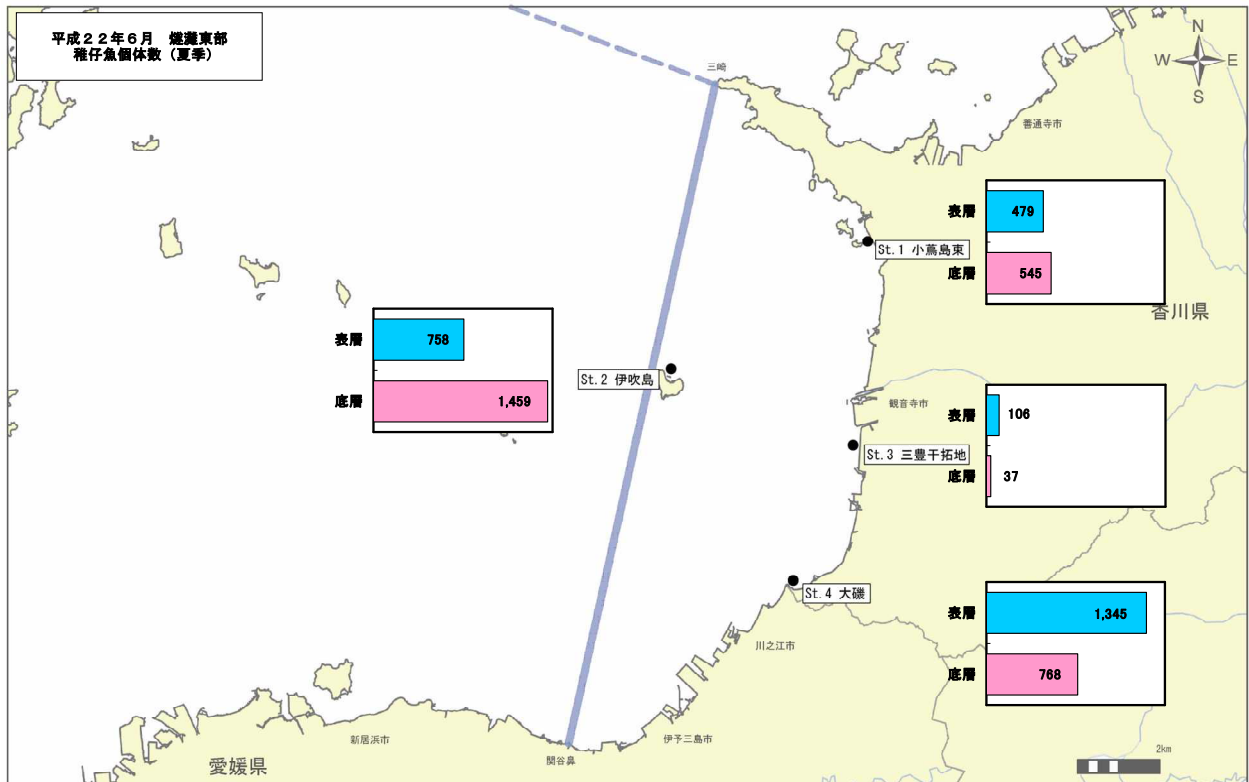 平成22年6月 燧灘東部
稚仔魚個体数（夏季）
三崎
N
W E
S
善通寺市
表層 479
底層 545
St.1 小蔦島東
香川県
表層 758
底層 1,459
St.2 伊吹島
観音寺市
表層 106
底層 37
St.3 三豊干拓地
St.4 大磯
表層 1,345
底層 768
川之江市
伊予三島市
新居浜市
関谷鼻
愛媛県
2km